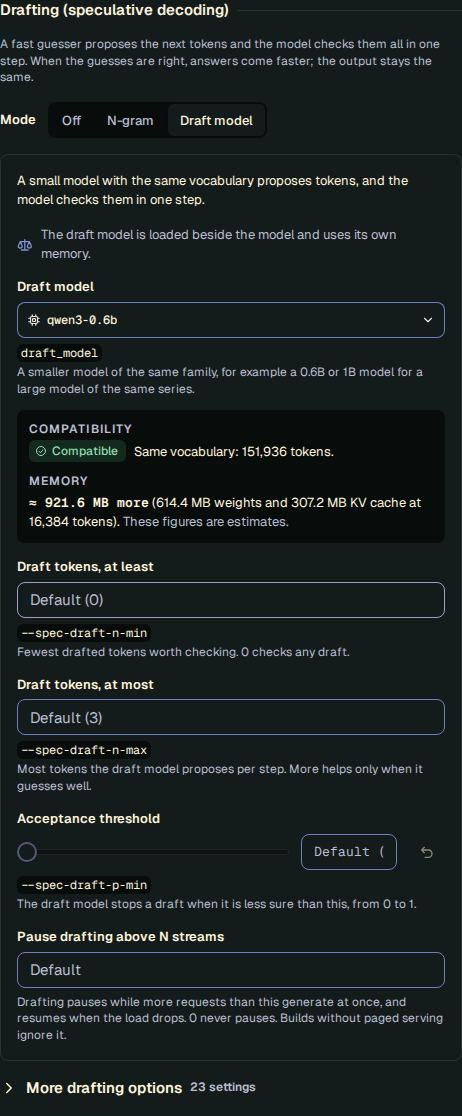 Drafting (speculative decoding)
A fast guesser proposes the next tokens and the model checks them all in one
step. When the guesses are right, answers come faster; the output stays the
same.
Mode Off N-gram Draft model
A small model with the same vocabulary proposes tokens, and the
model checks them in one step.
The draft model is loaded beside the model and uses its own
memory.
Draft model
qwen3-0.6b
draft_model
A smaller model of the same family, for example a 0.6B or 1B model for a
large model of the same series.
COMPATIBILITY
Compatible Same vocabulary: 151,936 tokens.
MEMORY
≈ 921.6 MB more (614.4 MB weights and 307.2 MB KV cache at
16,384 tokens). These figures are estimates.
Draft tokens, at least
Default (0)
--spec-draft-n-min
Fewest drafted tokens worth checking. 0 checks any draft.
Draft tokens, at most
Default (3)
--spec-draft-n-max
Most tokens the draft model proposes per step. More helps only when it
guesses well.
Acceptance threshold
Default (
--spec-draft-p-min
The draft model stops a draft when it is less sure than this, from 0 to 1.
Pause drafting above N streams
Default
Drafting pauses while more requests than this generate at once, and
resumes when the load drops. 0 never pauses. Builds without paged serving
ignore it.
More drafting options 23 settings